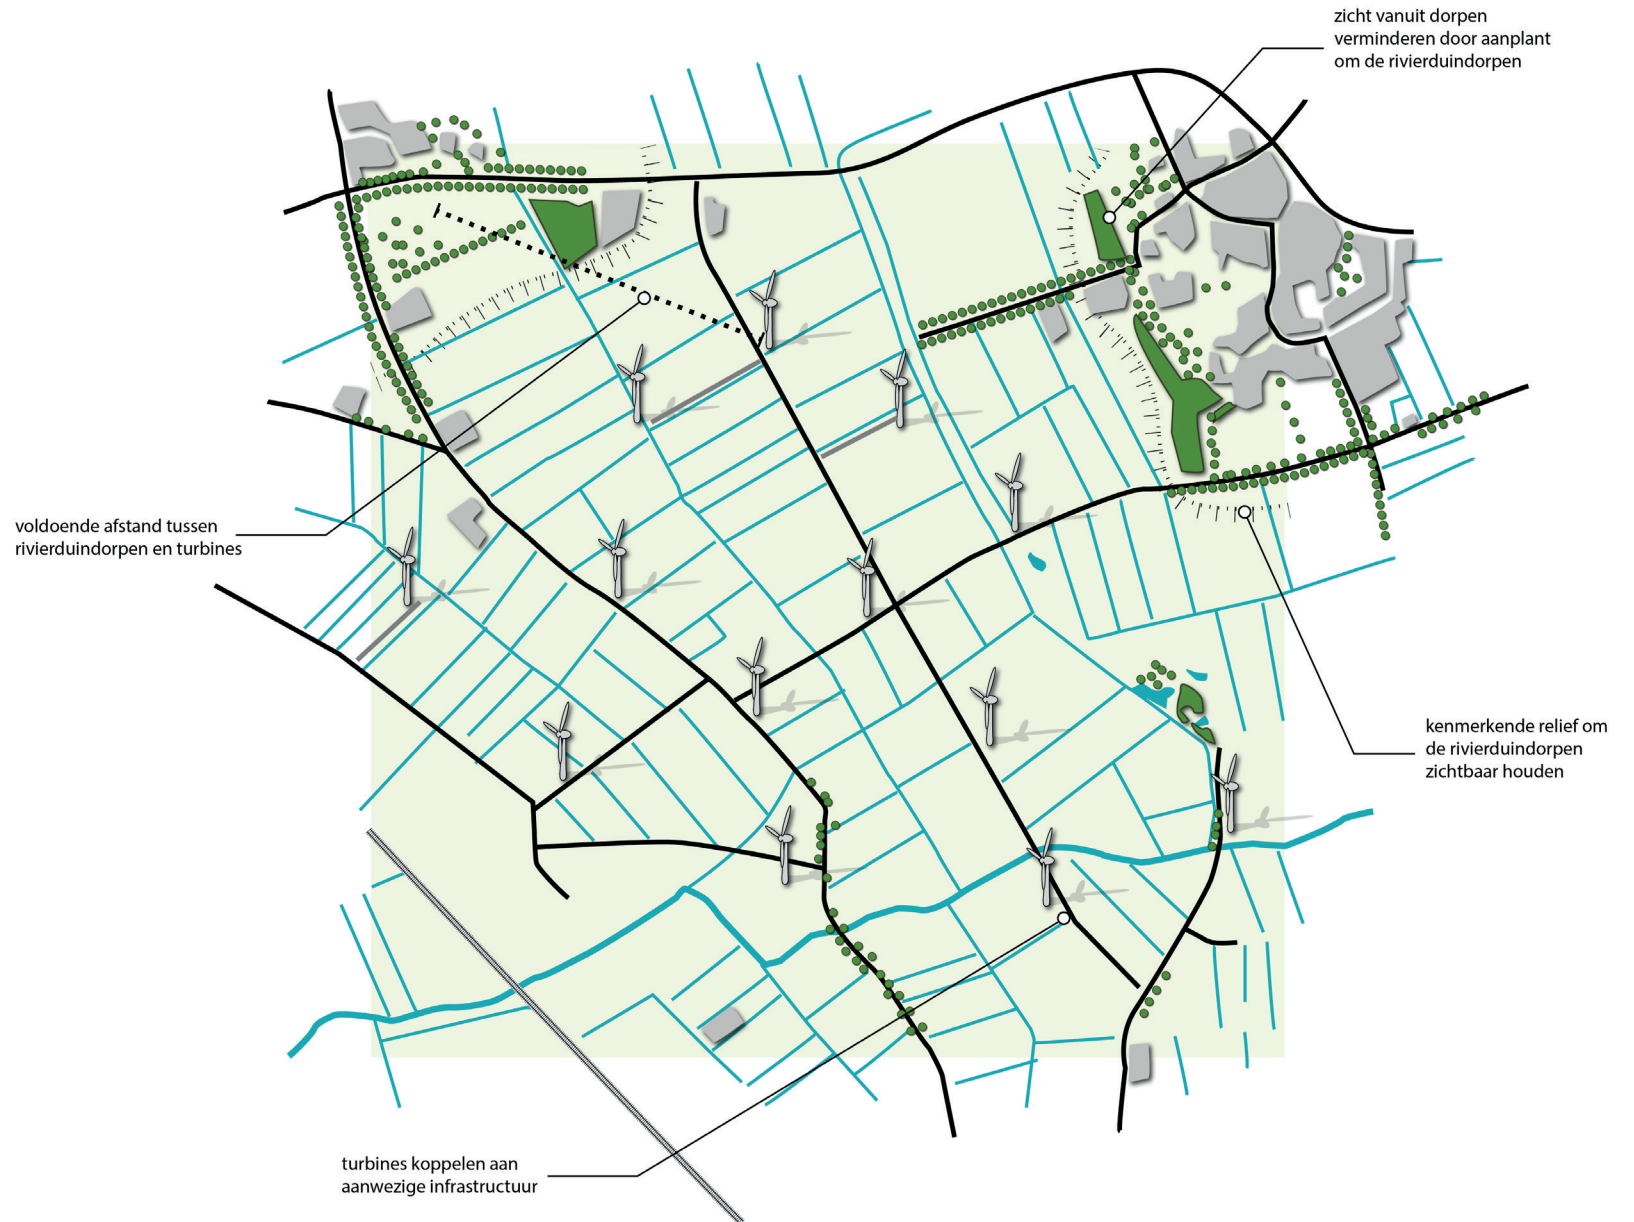 zicht vanuit dorpen
verminderen door aanplant
om de rivierduindorpen
voldoende afstand tussen
rivierduindorpen en turbines
kenmerkende relief om
de rivierduindorpen
zichtbaar houden
turbines koppelen aan
aanwezige infrastructuur